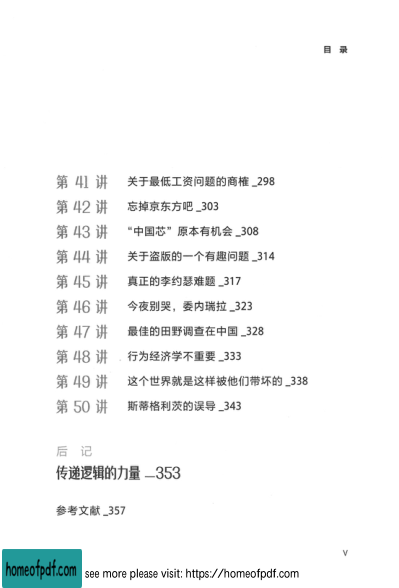 目 录
第 41 讲 关于最低工资问题的商榷 _298
第 42 讲 忘掉京东方吧 _303
第 43 讲 “中国芯”原本有机会 _308
第 44 讲 关于盗版的一个有趣问题 _314
第 45 讲 真正的李约瑟难题 _317
第 46 讲 今夜别哭，委内瑞拉 _323
第 47 讲 最佳的田野调查在中国 _328
第 48 讲 行为经济学不重要 _333
第 49 讲 这个世界就是这样被他们带坏的 _338
第 50 讲 斯蒂格利茨的误导 _343
后 记
传递逻辑的力量 _353
参考文献 _357
V
homeofpdf.com see more please visit: https://homeofpdf.com